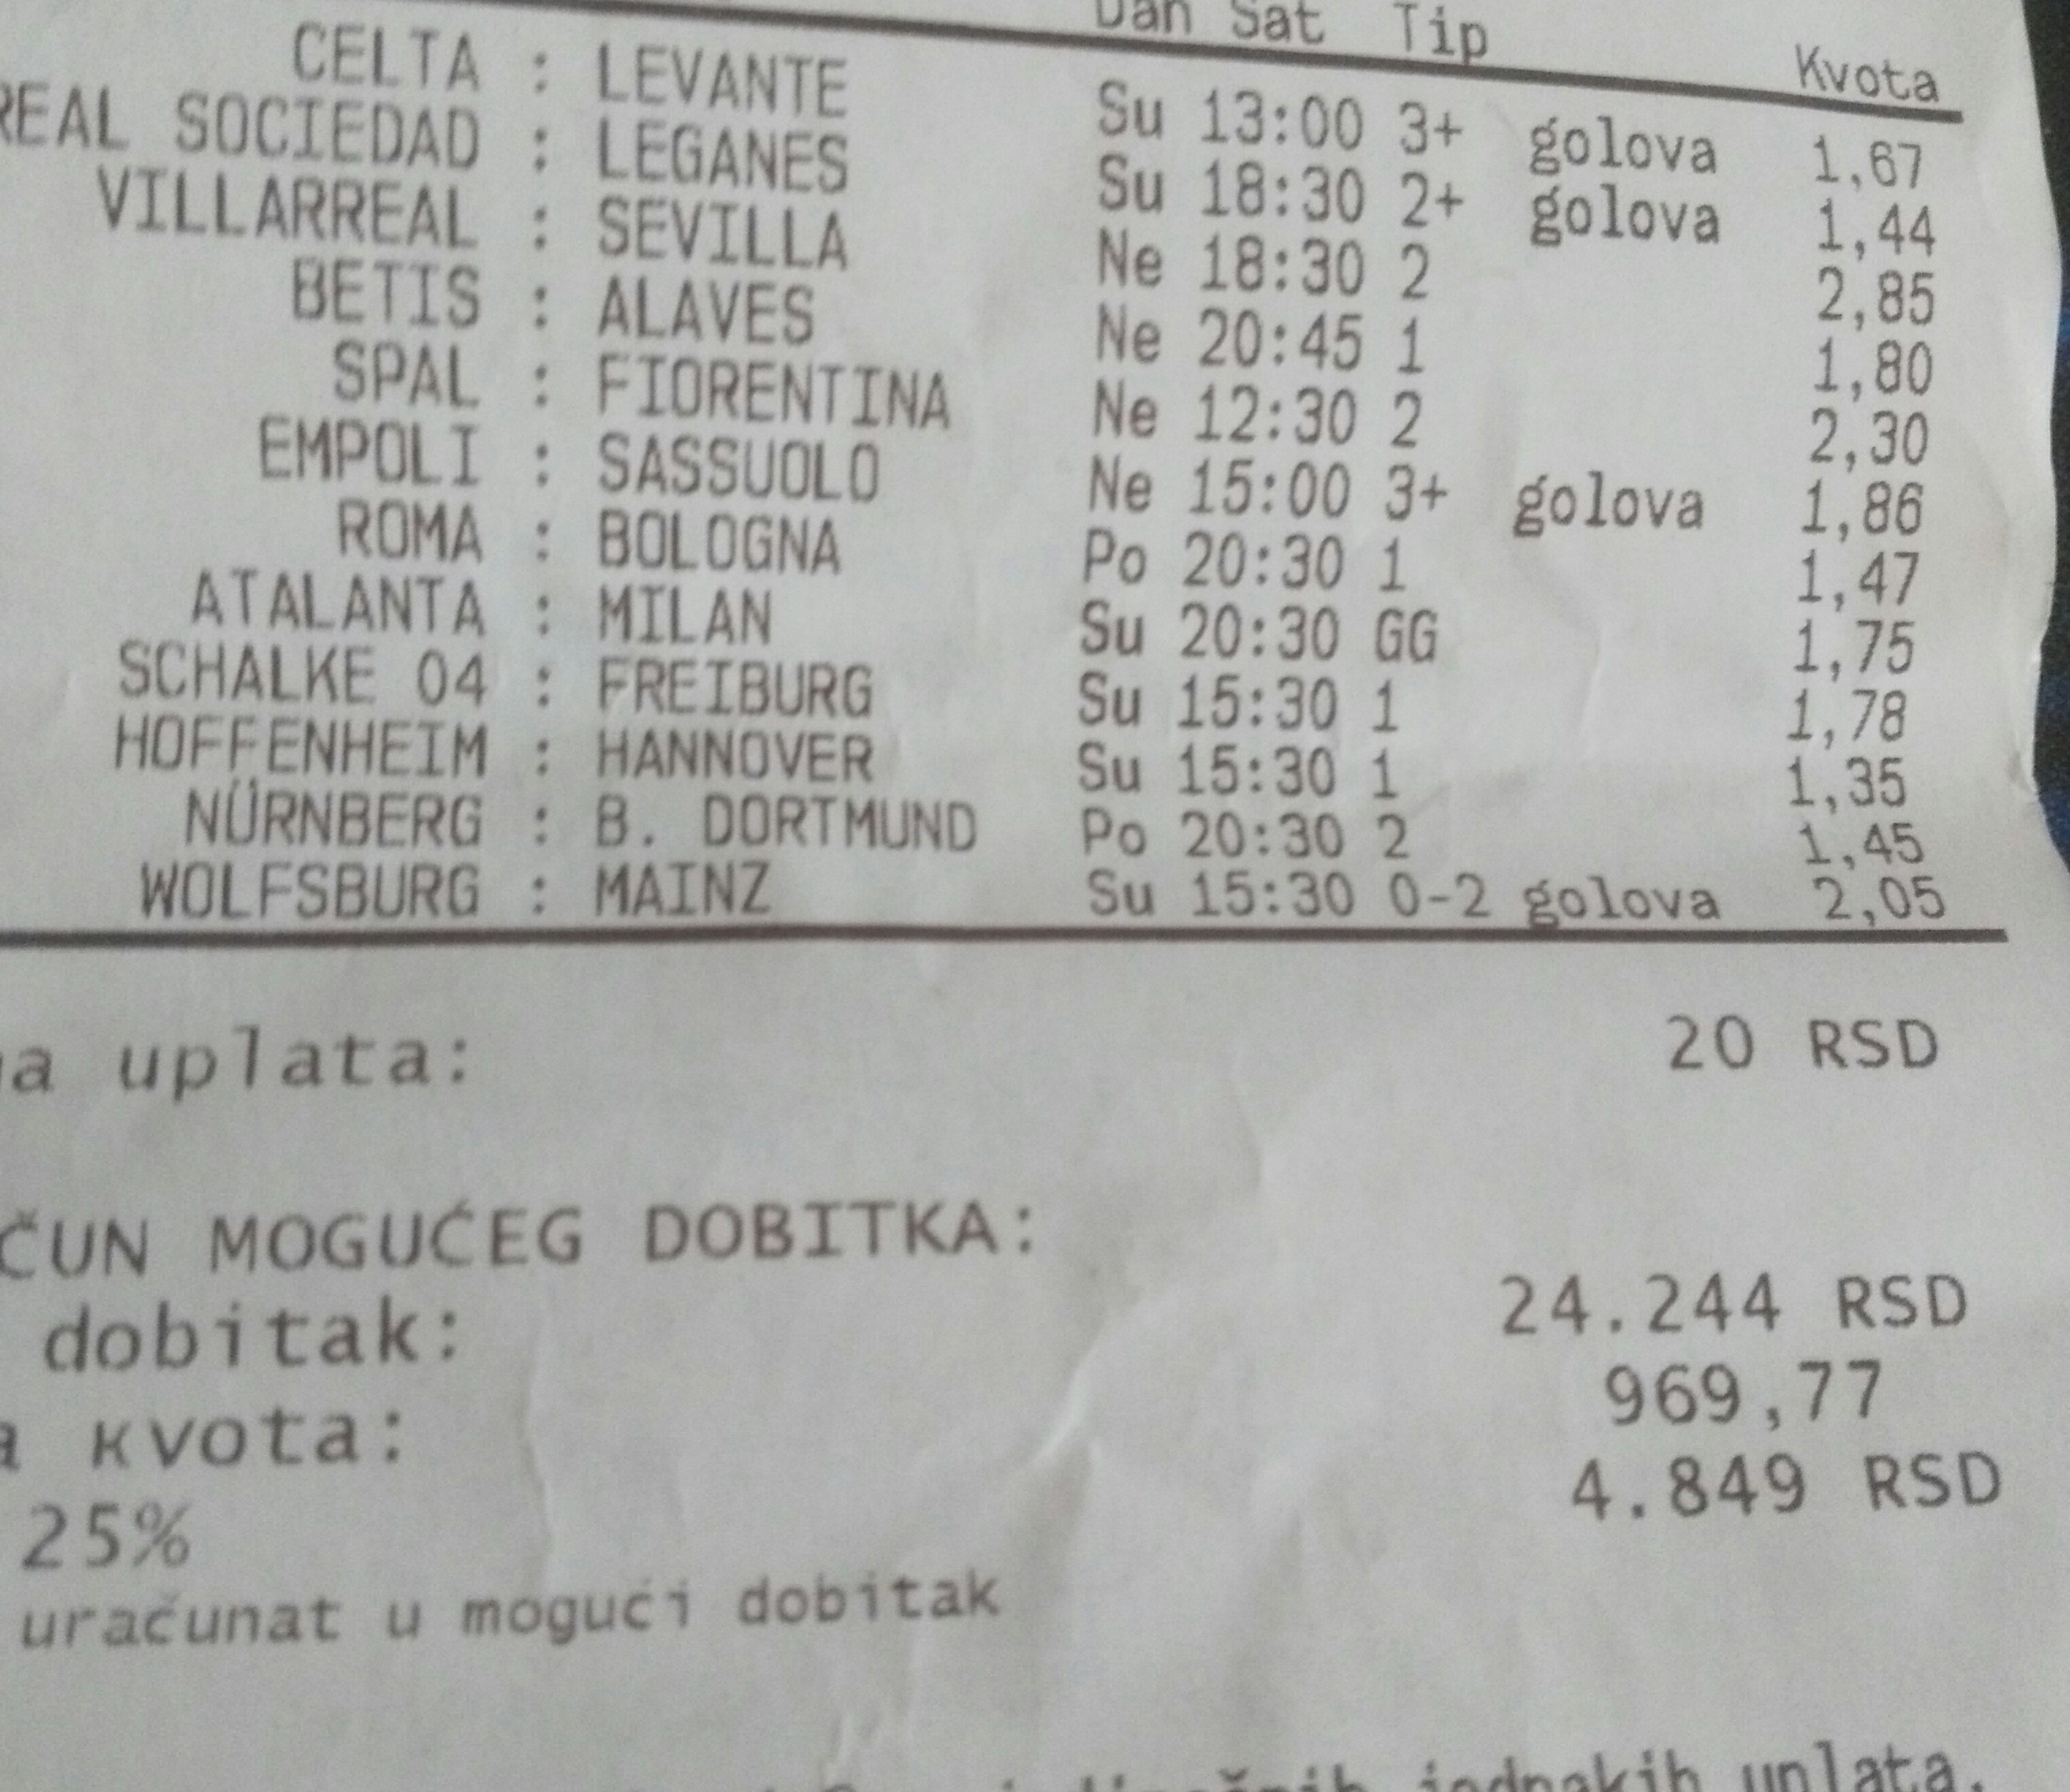 Dan Sat Tip Kvota
CELTA : LEVANTE Su 13:00 3+ golova 1,67
REAL SOCIEDAD : LEGANES Su 18:30 2+ golova 1,44
VILLARREAL : SEVILLA Ne 18:30 2 2,85
BETIS : ALAVES Ne 20:45 1 1,80
SPAL : FIORENTINA Ne 12:30 2 2,30
EMPOLI : SASSUOLO Ne 15:00 3+ golova 1,86
ROMA : BOLOGNA Po 20:30 1 1,47
ATALANTA : MILAN Su 20:30 GG 1,75
SCHALKE 04 : FREIBURG Su 15:30 1 1,78
HOFFENHEIM : HANNOVER Su 15:30 1 1,35
NÜRNBERG : B. DORTMUND Po 20:30 2 1,45
WOLFSBURG : MAINZ Su 15:30 0-2 golova 2,05
a uplata: 20 RSD
ČUN MOGUĆEG DOBITKA:
dobitak: 24.244 RSD
a kvota: 969,77
25% 4.849 RSD
uračunat u mogući dobitak
jednakih uplata